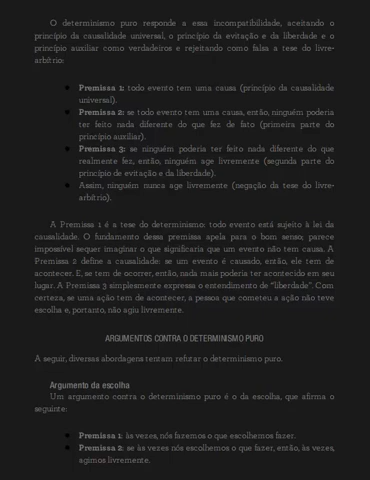 O determinismo puro responde a essa incompatibilidade, aceitando o
princípio da causalidade universal, o princípio da evitação e da liberdade e o
princípio auxiliar como verdadeiros e rejeitando como falsa a tese do livre-
arbítrio:
● Premissa 1: todo evento tem uma causa (princípio da causalidade
universal).
● Premissa 2: se todo evento tem uma causa, então, ninguém poderia
ter feito nada diferente do que fez de fato (primeira parte do
princípio auxiliar).
● Premissa 3: se ninguém poderia ter feito nada diferente do que
realmente fez, então, ninguém age livremente (segunda parte do
princípio de evitação e da liberdade).
● Assim, ninguém nunca age livremente (negação da tese do livre-
arbítrio).
A Premissa 1 é a tese do determinismo: todo evento está sujeito à lei da
causalidade. O fundamento dessa premissa apela para o bom senso; parece
impossível sequer imaginar o que significaria que um evento não tem causa. A
Premissa 2 define a causalidade: se um evento é causado, então, ele tem de
acontecer. E, se tem de ocorrer, então, nada mais poderia ter acontecido em seu
lugar. A Premissa 3 simplesmente expressa o entendimento de “liberdade”. Com
certeza, se uma ação tem de acontecer, a pessoa que cometeu a ação não teve
escolha e, portanto, não agiu livremente.
ARGUMENTOS CONTRA O DETERMINISMO PURO
A seguir, diversas abordagens tentam refutar o determinismo puro.
Argumento da escolha
Um argumento contra o determinismo puro é o da escolha, que afirma o
seguinte:
● Premissa 1: às vezes, nós fazemos o que escolhemos fazer.
● Premissa 2: se às vezes nós escolhemos o que fazer, então, às vezes,
agimos livremente.